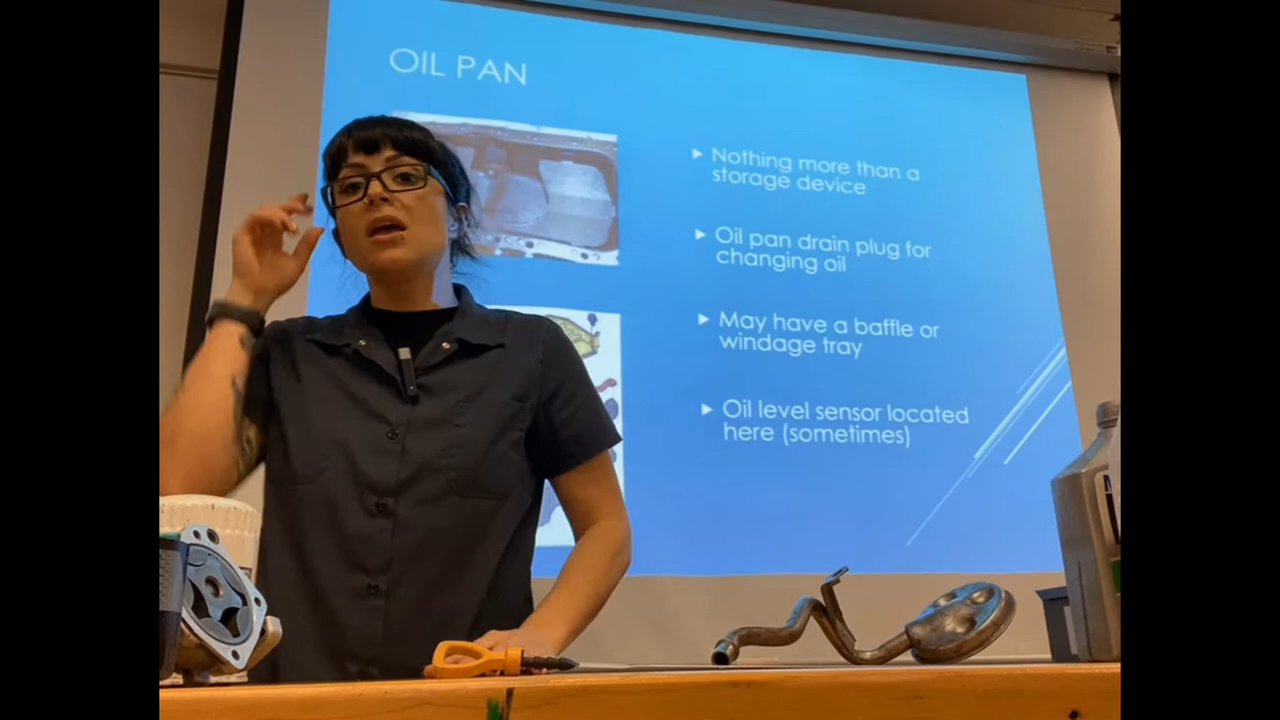 OIL PAN
Nothing more than a
storage device
Oil pan drain plug for
changing oil
May have a baffle or
windage tray
Oil level sensor located
here (sometimes)